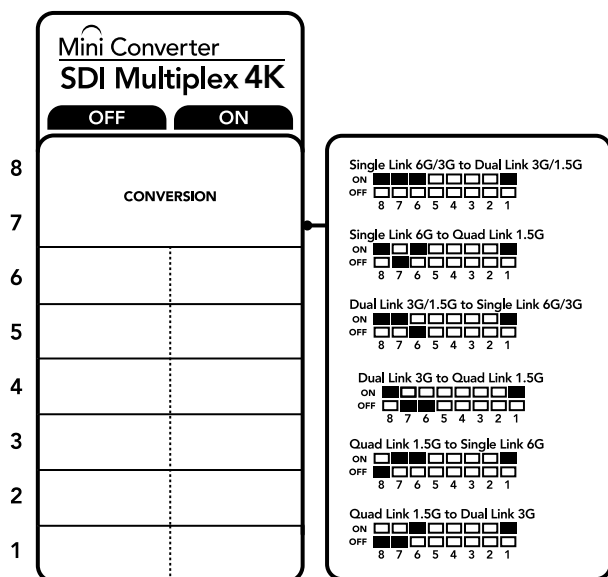 Mini Converter
SDI Multiplex 4K
OFF ON
8
CONVERSION
7
6
5
4
3
2
1
Single Link 6G/3G to Dual Link 3G/1.5G
ON
OFF
8 7 6 5 4 3 2 1
Single Link 6G to Quad Link 1.5G
ON
OFF
8 7 6 5 4 3 2 1
Dual Link 3G/1.5G to Single Link 6G/3G
ON
OFF
8 7 6 5 4 3 2 1
Dual Link 3G to Quad Link 1.5G
ON
OFF
8 7 6 5 4 3 2 1
Quad Link 1.5G to Single Link 6G
ON
OFF
8 7 6 5 4 3 2 1
Quad Link 1.5G to Dual Link 3G
ON
OFF
8 7 6 5 4 3 2 1